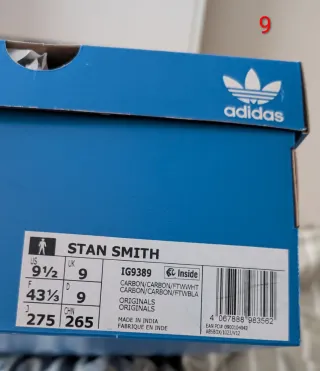 9
adidas
STAN SMITH
US 9½ UK 9
F 43⅓ D 9
J 275 CHN 265
IG9389 Inside
CARBON/CARBON/FTWWHT
CARBON/CARBON/FTWBLA
ORIGINALS
ORIGINALS
MADE IN INDIA
FABRIQUÉ EN INDE
4 067888 983562